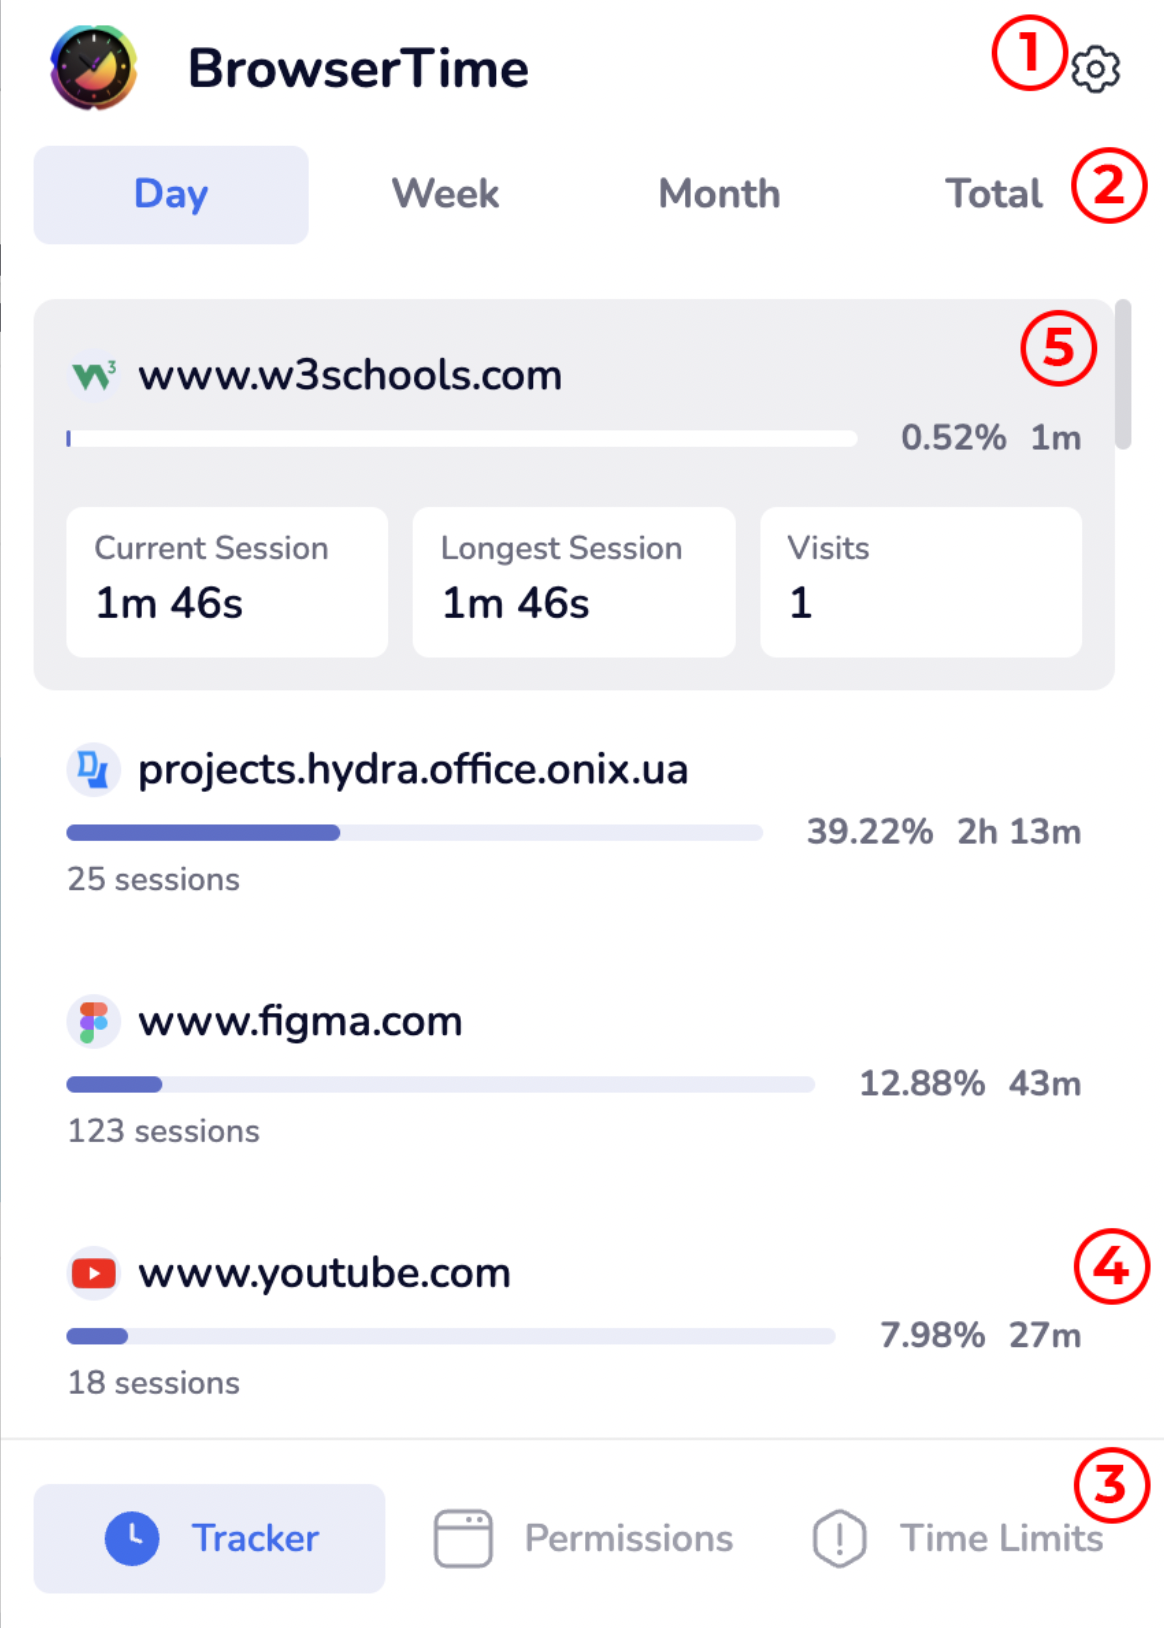 BrowserTime 1
Day Week Month Total 2
5
www.w3schools.com
0.52% 1m
Current Session Longest Session Visits
1m 46s 1m 46s 1
projects.hydra.office.onix.ua
39.22% 2h 13m
25 sessions
www.figma.com
12.88% 43m
123 sessions
4
www.youtube.com
7.98% 27m
18 sessions
3
Tracker Permissions Time Limits